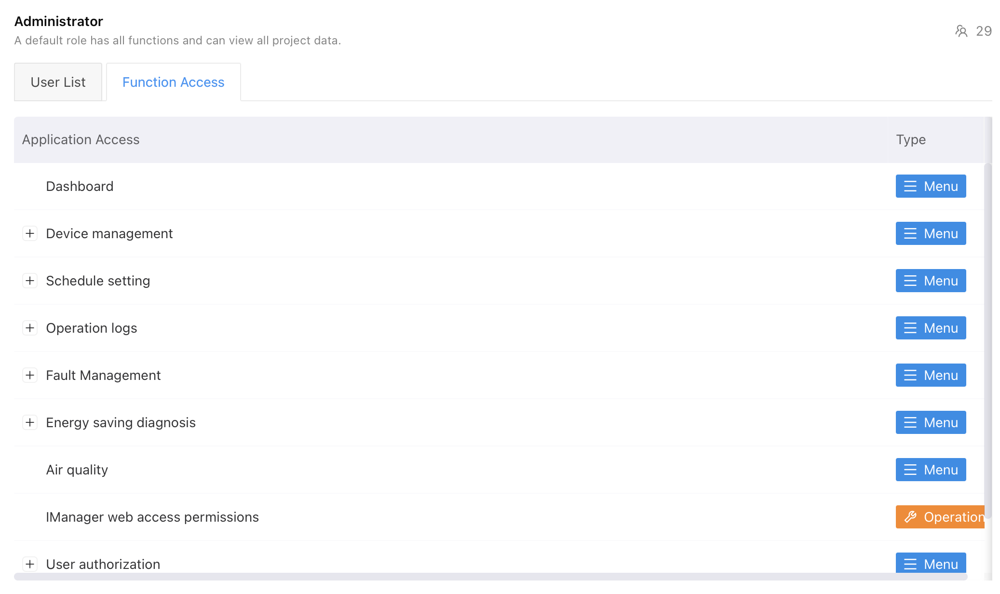 Administrator
A default role has all functions and can view all project data.
29
User List
Function Access
Application Access
Type
Dashboard
Menu
Device management
Menu
Schedule setting
Menu
Operation logs
Menu
Fault Management
Menu
Energy saving diagnosis
Menu
Air quality
Menu
IManager web access permissions
Operation
User authorization
Menu